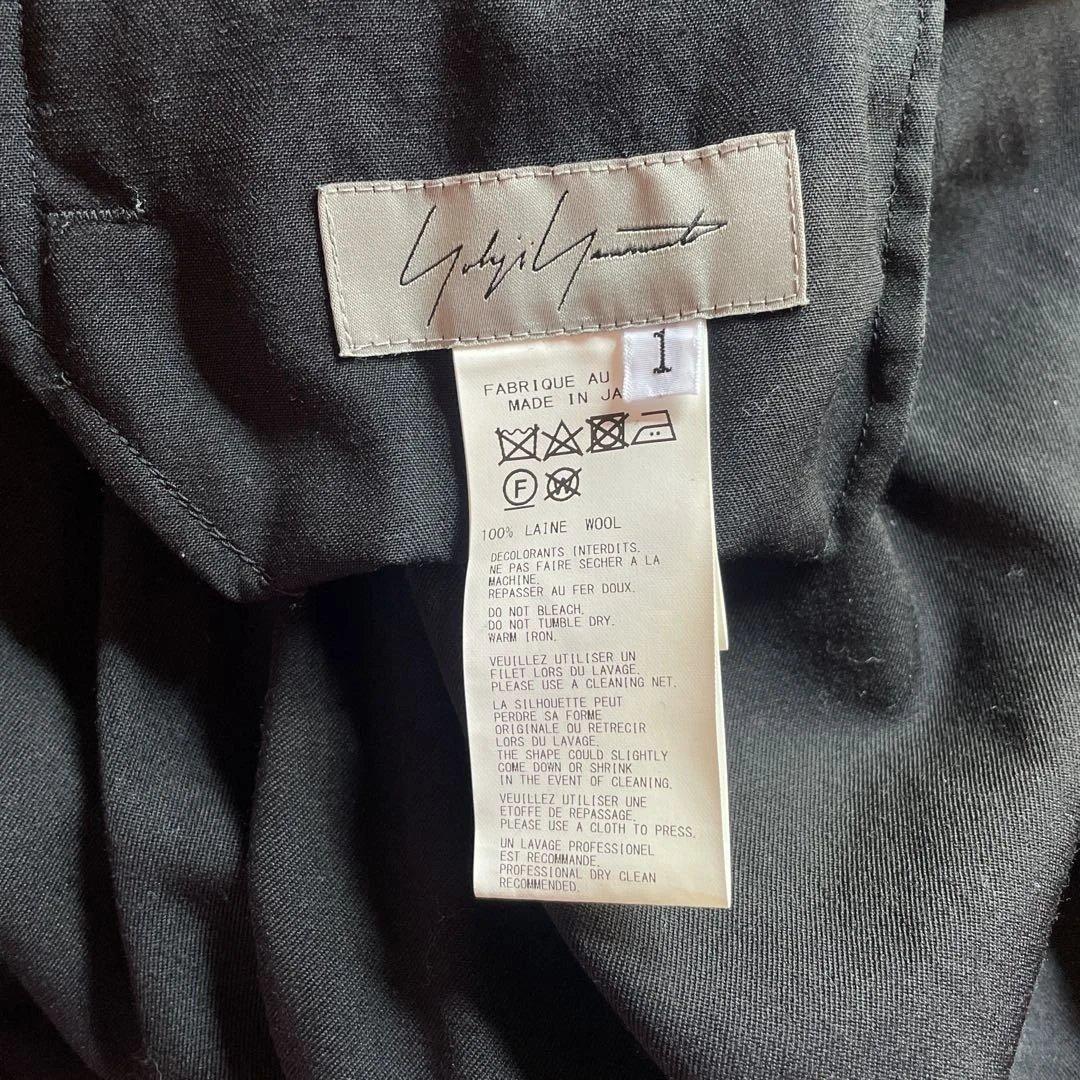 Yohji Yamamoto
1
FABRIQUE AU
MADE IN JA
F W
100% LAINE WOOL
DECOLORANTS INTERDITS.
NE PAS FAIRE SECHER A LA
MACHINE.
REPASSER AU FER DOUX.
DO NOT BLEACH.
DO NOT TUMBLE DRY.
WARM IRON.
VEUILLEZ UTILISER UN
FILET LORS DU LAVAGE.
PLEASE USE A CLEANING NET.
LA SILHOUETTE PEUT
PERDRE SA FORME
ORIGINALE OU RETRECIR
LORS DU LAVAGE.
THE SHAPE COULD SLIGHTLY
COME DOWN OR SHRINK
IN THE EVENT OF CLEANING.
VEUILLEZ UTILISER UNE
ETOFFE DE REPASSAGE.
PLEASE USE A CLOTH TO PRESS.
UN LAVAGE PROFESSIONEL
EST RECOMMANDE.
PROFESSIONAL DRY CLEAN
RECOMMENDED.